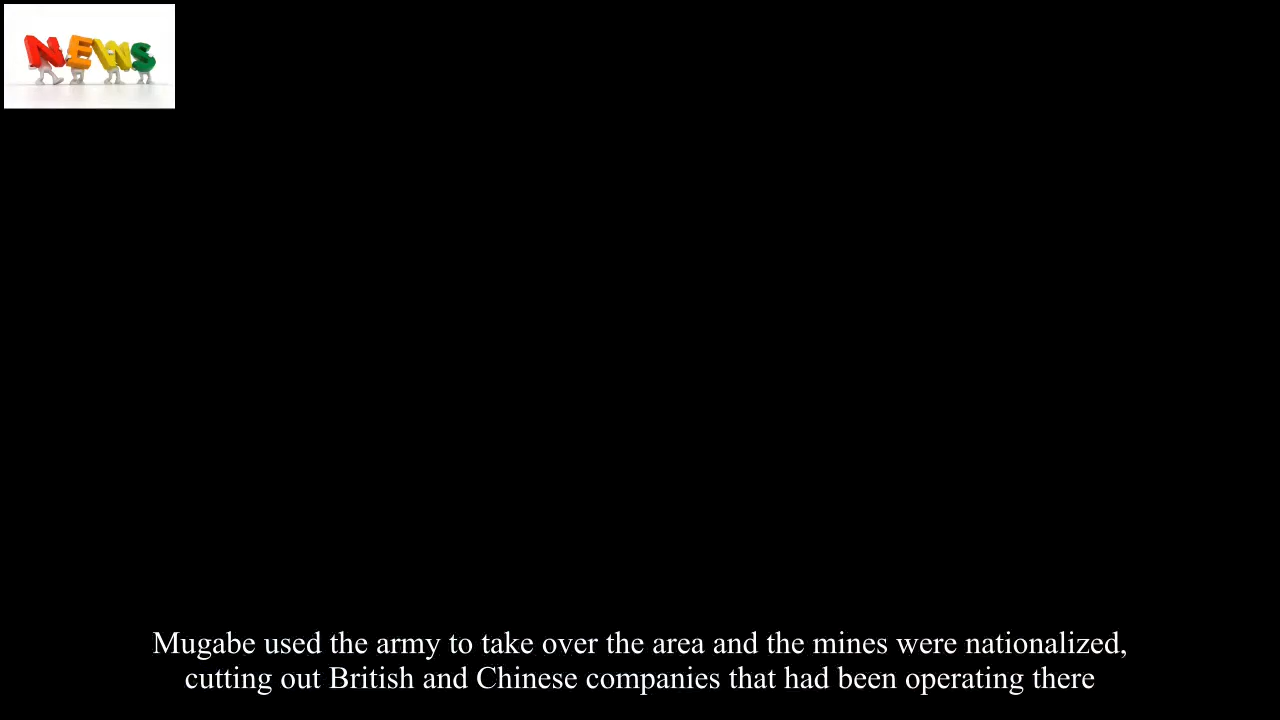 NEWS
Mugabe used the army to take over the area and the mines were nationalized,
cutting out British and Chinese companies that had been operating there